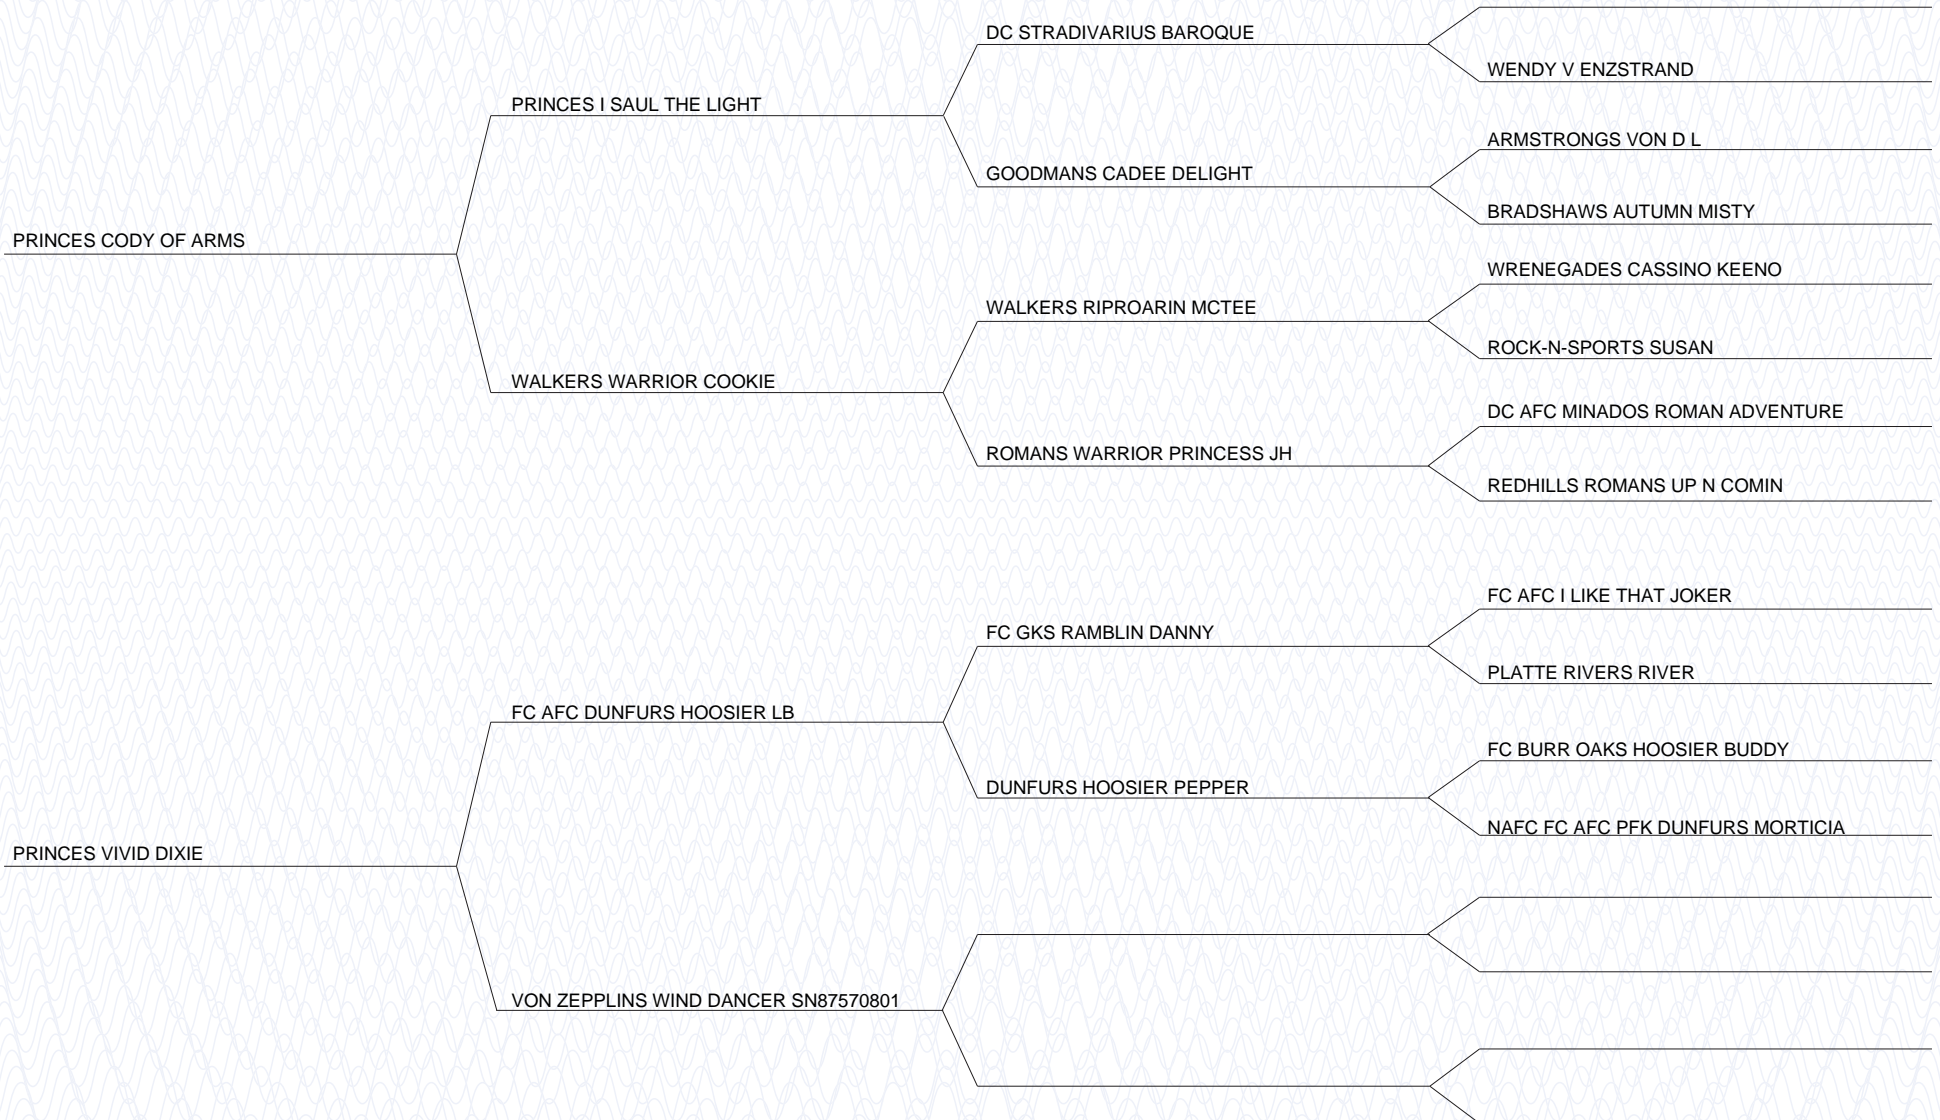 DC STRADIVARIUS BAROQUE
WENDY V ENZSTRAND
PRINCES I SAUL THE LIGHT
ARMSTRONGS VON D L
GOODMANS CADEE DELIGHT
BRADSHAWS AUTUMN MISTY
PRINCES CODY OF ARMS
WRENEGADES CASSINO KEENO
WALKERS RIPROARIN MCTEE
ROCK-N-SPORTS SUSAN
WALKERS WARRIOR COOKIE
DC AFC MINADOS ROMAN ADVENTURE
ROMANS WARRIOR PRINCESS JH
REDHILLS ROMANS UP N COMIN
FC AFC I LIKE THAT JOKER
FC GKS RAMBLIN DANNY
PLATTE RIVERS RIVER
FC AFC DUNFURS HOOSIER LB
FC BURR OAKS HOOSIER BUDDY
DUNFURS HOOSIER PEPPER
NAFC FC AFC PFK DUNFURS MORTICIA
PRINCES VIVID DIXIE
VON ZEPPLINS WIND DANCER SN87570801